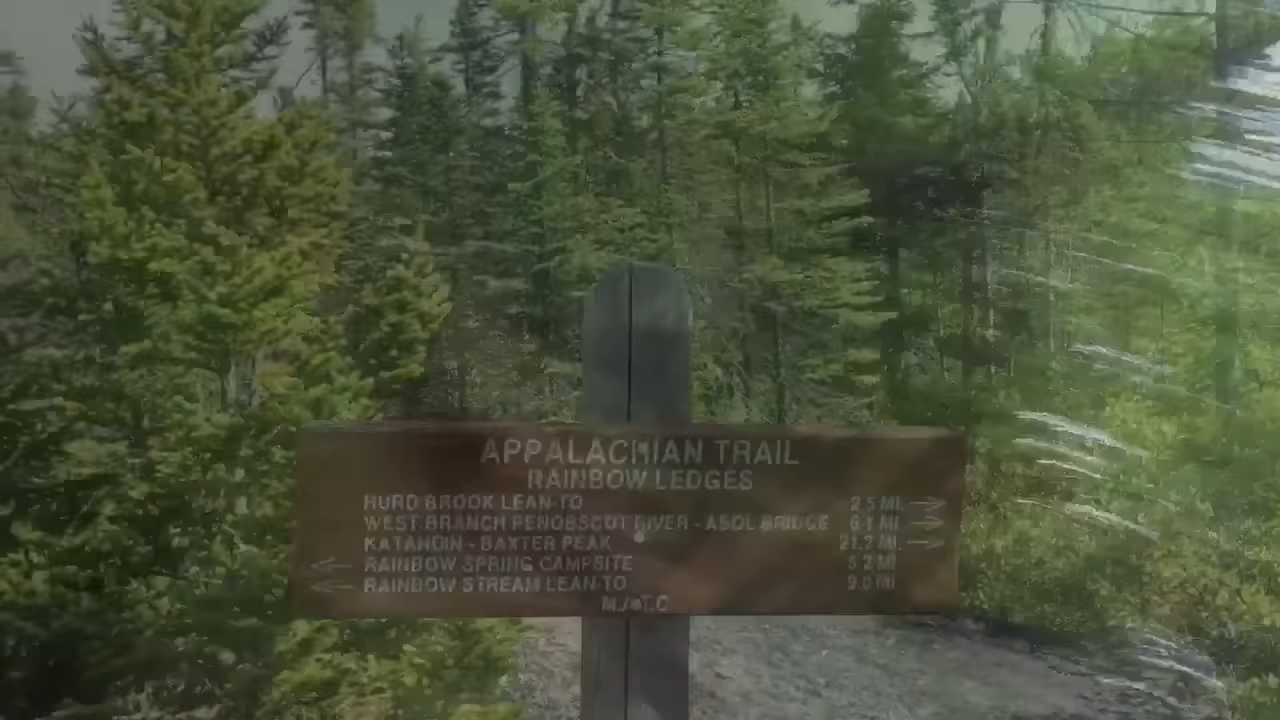 APPALACHIAN TRAIL
RAINBOW LEDGES
HURD BROOK LEAN-TO 2.5 MI.
WEST BRANCH PENOBSCOT RIVER - ABOL BRIDGE 6.1 MI
KATAHDIN - BAXTER PEAK 21.2 MI.
RAINBOW SPRING CAMPSITE 5.2 MI
RAINBOW STREAM LEAN-TO 9.0 MI
M.A.T.C